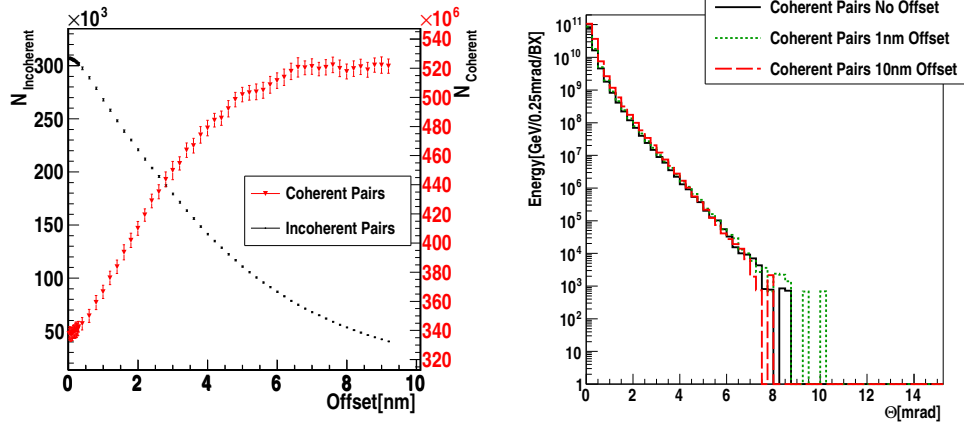 ×10³
×10⁶
N_Incoherent
300
250
200
150
100
50
540
520
500
480
460
440
420
400
380
360
340
320
N_Coherent
Coherent Pairs
Incoherent Pairs
0 2 4 6 8 10
Offset[nm]
Coherent Pairs No Offset
Coherent Pairs 1nm Offset
Coherent Pairs 10nm Offset
Energy[GeV/0.25mrad/BX]
10¹¹
10¹⁰
10⁹
10⁸
10⁷
10⁶
10⁵
10⁴
10³
10²
10
1
0 2 4 6 8 10 12 14
Θ[mrad]